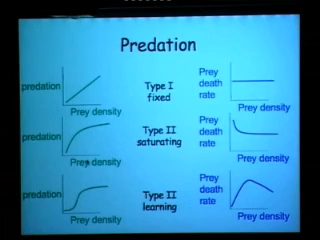 Predation
predation
Prey density
Type I
fixed
Prey
death
rate
Prey density
predation
Prey density
Type II
saturating
Prey
death
rate
Prey density
predation
Prey density
Type II
learning
Prey
death
rate
Prey density